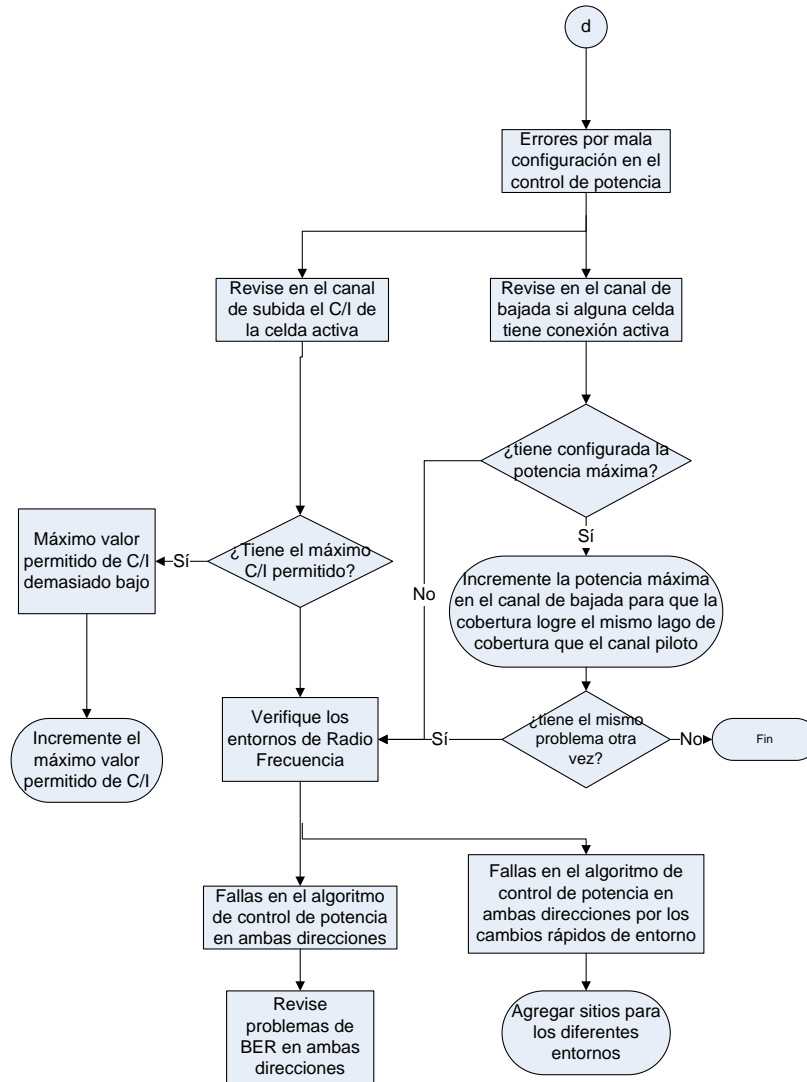 d
Errores por mala
configuración en el
control de potencia
Revise en el canal
de subida el C/I de
la celda activa
Revise en el canal de
bajada si alguna celda
tiene conexión activa
¿tiene configurada la
potencia máxima?
Máximo valor
permitido de C/I
demasiado bajo
Sí
¿Tiene el máximo
C/I permitido?
No
Sí
Incremente la potencia máxima
en el canal de bajada para que la
cobertura logre el mismo lago de
cobertura que el canal piloto
Incremente el
máximo valor
permitido de C/I
Verifique los
entornos de Radio
Frecuencia
Sí
¿tiene el mismo
problema otra
vez?
No
Fin
Fallas en el algoritmo
de control de potencia
en ambas direcciones
Fallas en el algoritmo de
control de potencia en
ambas direcciones por los
cambios rápidos de entorno
Revise
problemas de
BER en ambas
direcciones
Agregar sitios para
los diferentes
entornos